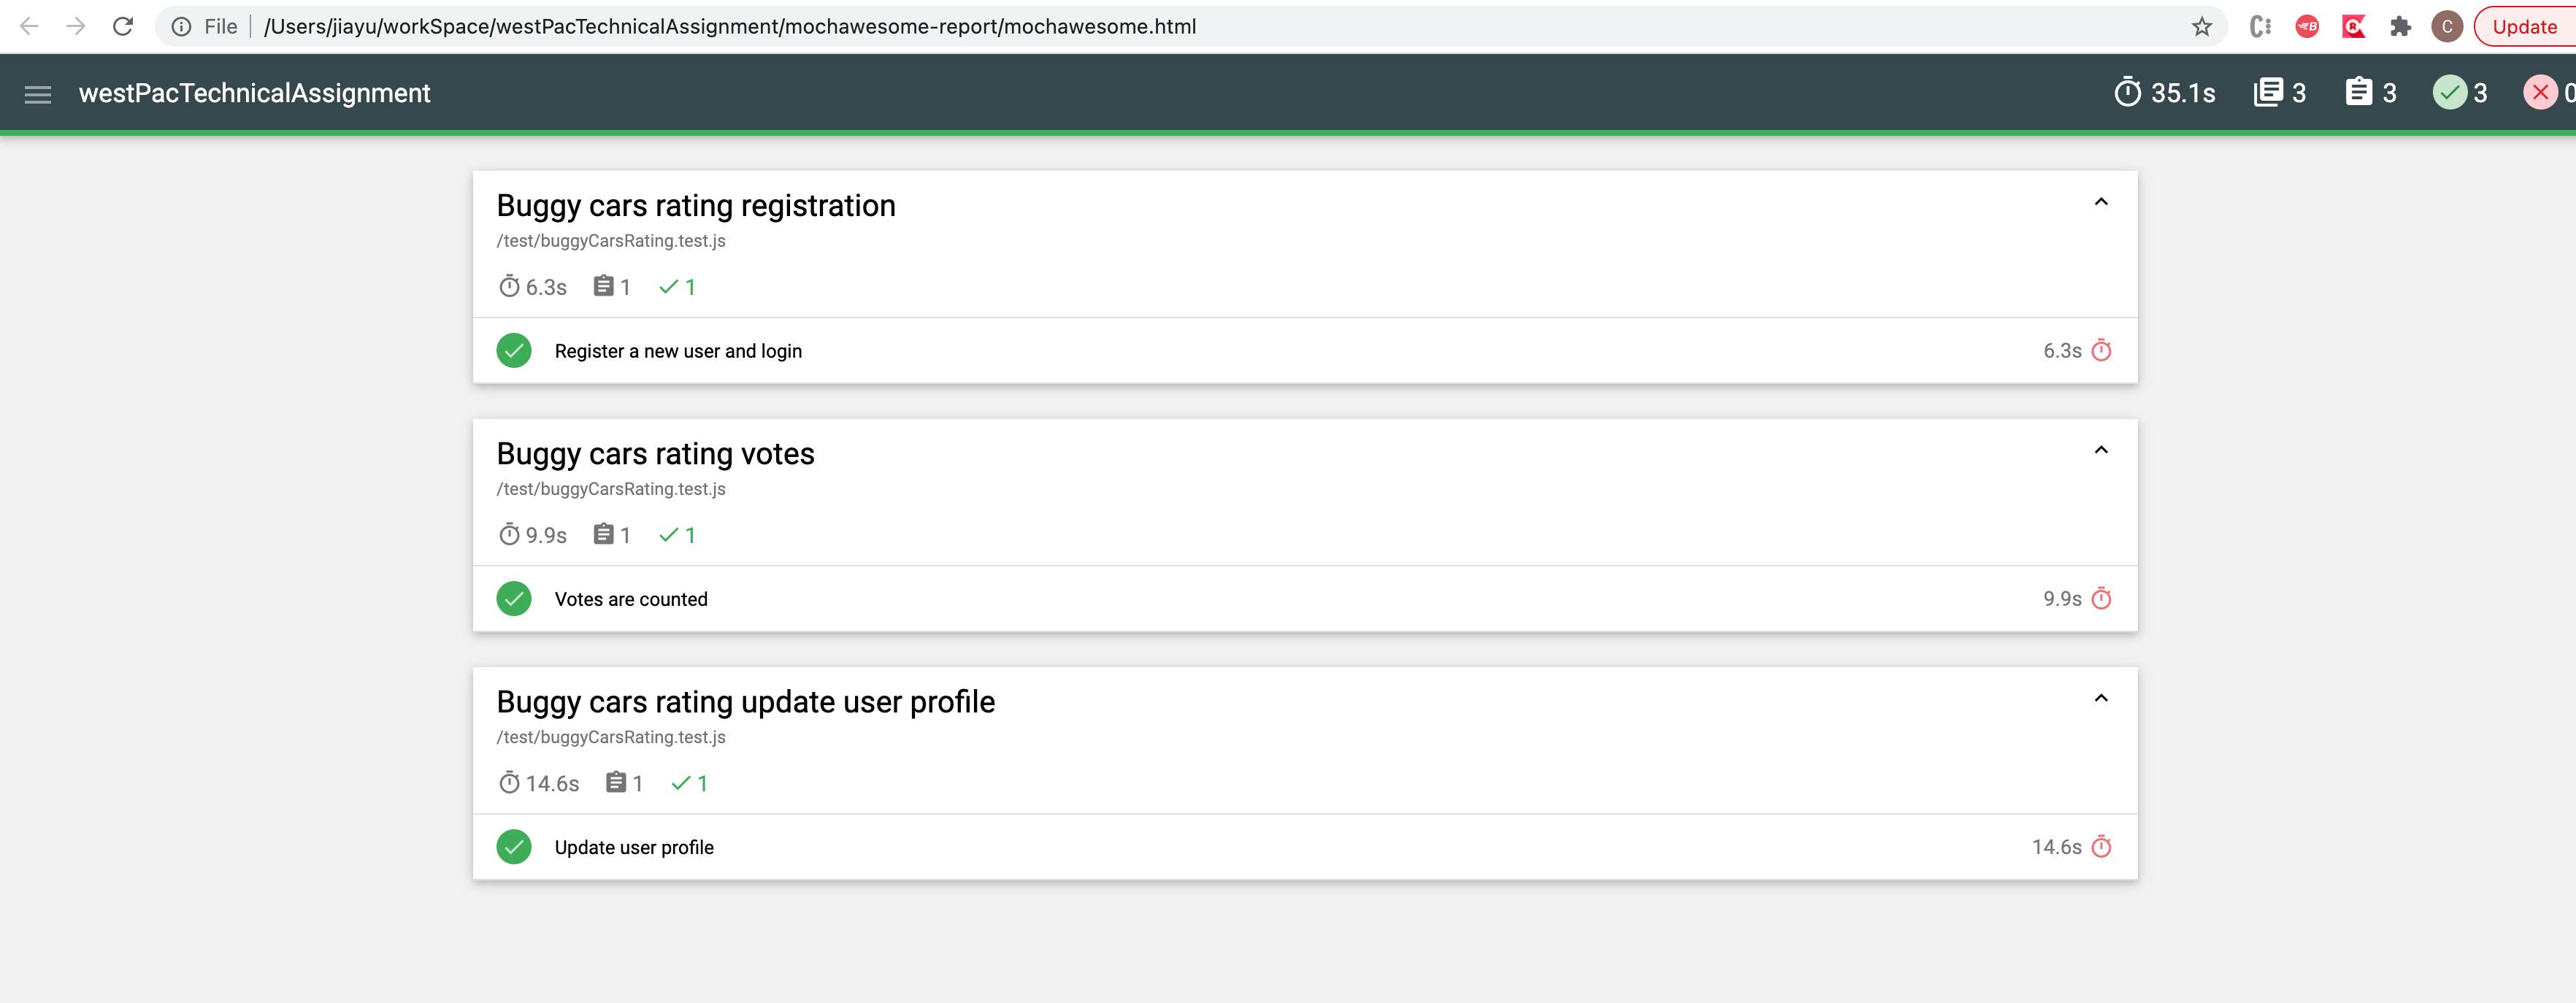 File /Users/jiayu/workSpace/westPacTechnicalAssignment/mochawesome-report/mochawesome.html C Update
westPacTechnicalAssignment 35.1s 3 3 3 0
Buggy cars rating registration
/test/buggyCarsRating.test.js
6.3s 1 1
Register a new user and login 6.3s
Buggy cars rating votes
/test/buggyCarsRating.test.js
9.9s 1 1
Votes are counted 9.9s
Buggy cars rating update user profile
/test/buggyCarsRating.test.js
14.6s 1 1
Update user profile 14.6s